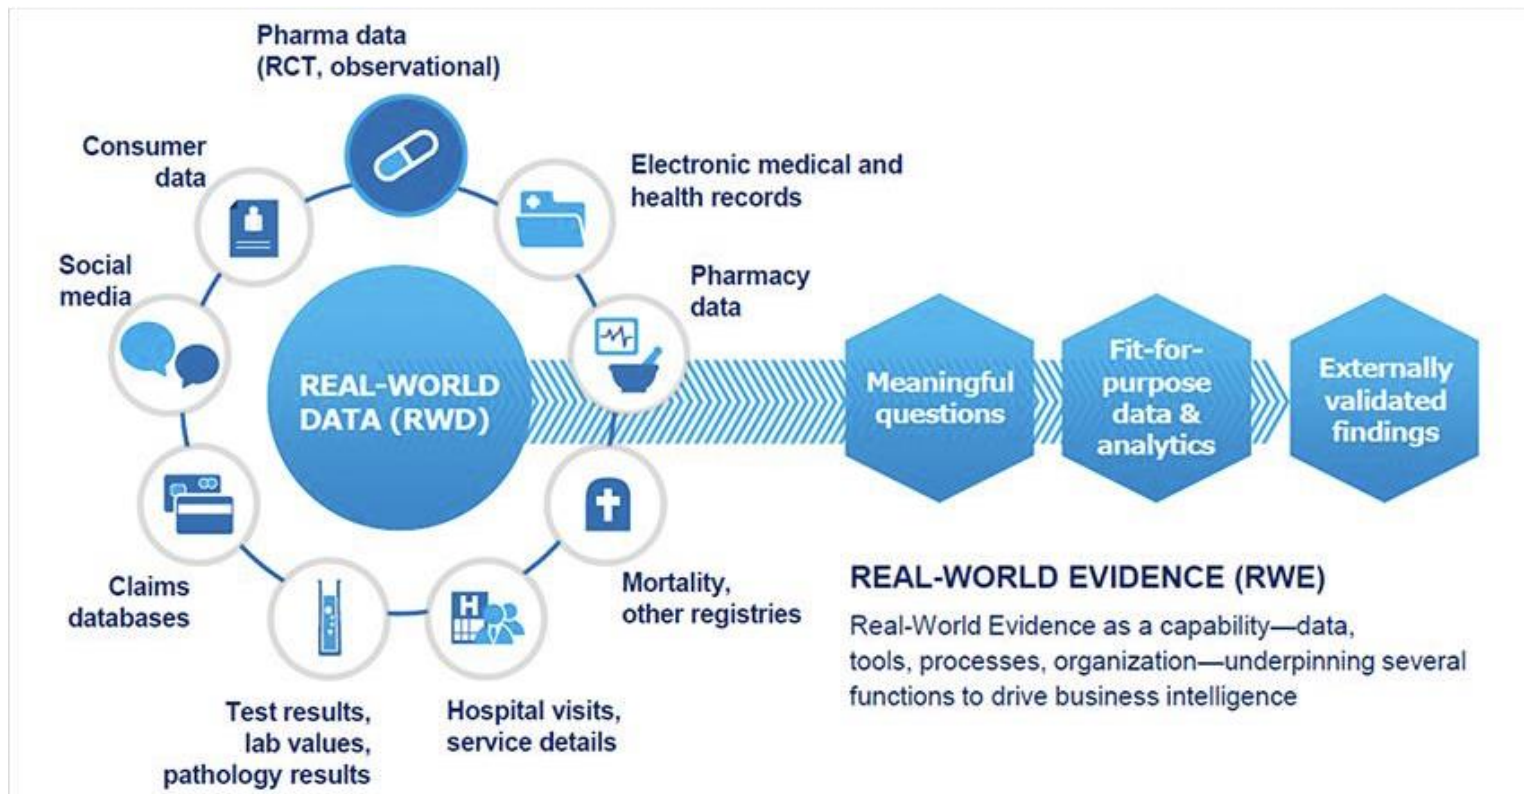 Pharma data
(RCT, observational)
Consumer
data
Electronic medical and
health records
Social
media
Pharmacy
data
REAL-WORLD
DATA (RWD)
Meaningful
questions
Fit-for-
purpose
data &
analytics
Externally
validated
findings
Claims
databases
H
Mortality,
other registries
Test results,
lab values,
pathology results
Hospital visits,
service details
REAL-WORLD EVIDENCE (RWE)
Real-World Evidence as a capability—data,
tools, processes, organization—underpinning several
functions to drive business intelligence